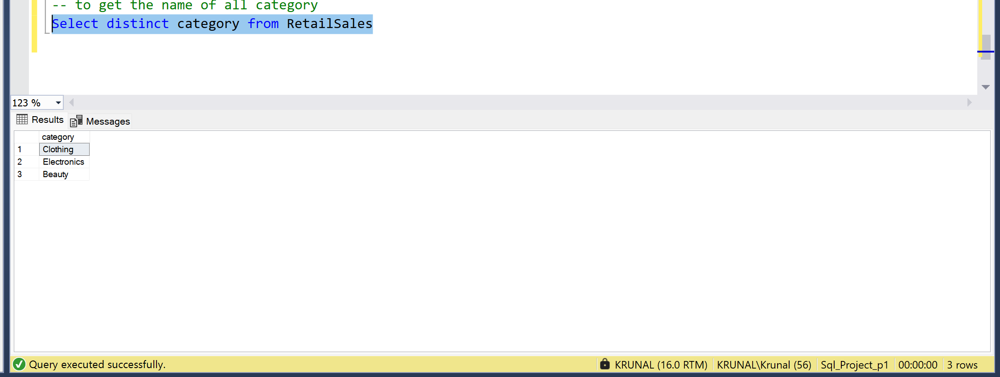 -- to get the name of all category
Select distinct category from RetailSales
123 %
Results Messages
category
1 Clothing
2 Electronics
3 Beauty
Query executed successfully. KRUNAL (16.0 RTM) KRUNAL\Krunal (56) Sql_Project_p1 00:00:00 3 rows